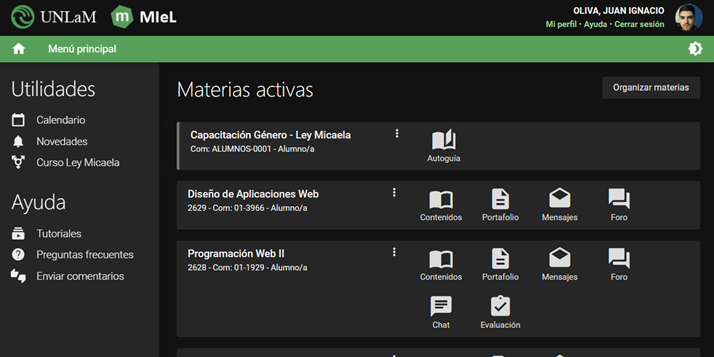 UNLaM
MIeL
OLIVA, JUAN IGNACIO
Mi perfil • Ayuda • Cerrar sesión
Menú principal
Utilidades
Calendario
Novedades
Curso Ley Micaela
Ayuda
Tutoriales
Preguntas frecuentes
Enviar comentarios
Materias activas
Organizar materias
Capacitación Género - Ley Micaela
Com: ALUMNOS-0001 - Alumno/a
Autoguía
Diseño de Aplicaciones Web
2629 - Com: 01-3966 - Alumno/a
Contenidos Portafolio Mensajes Foro
Programación Web II
2628 - Com: 01-1929 - Alumno/a
Contenidos Portafolio Mensajes Foro
Chat Evaluación